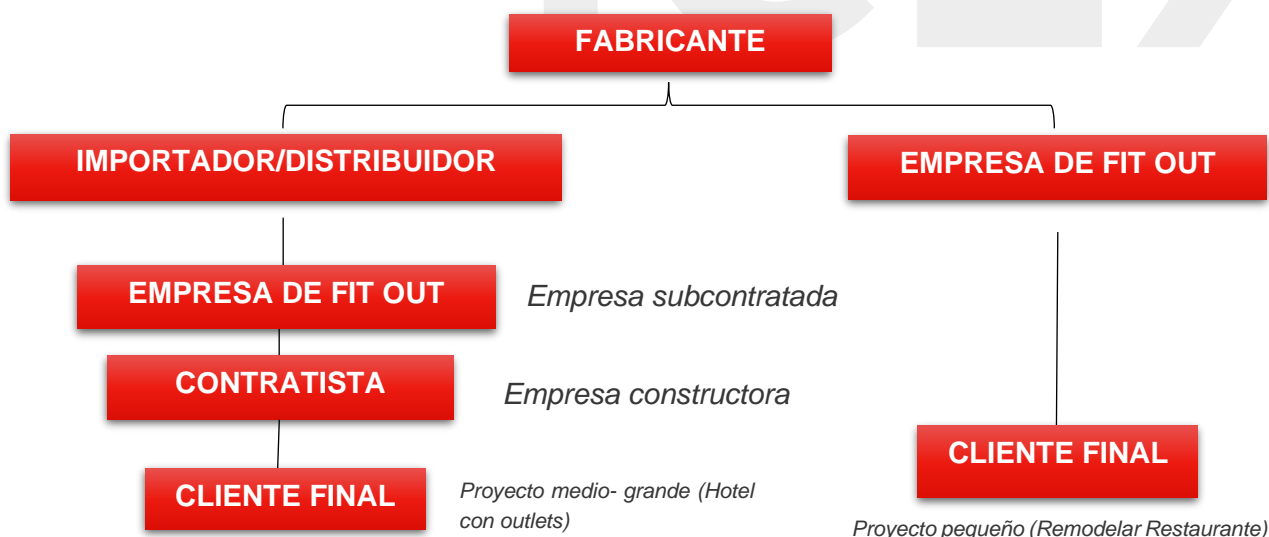 FABRICANTE
IMPORTADOR/DISTRIBUIDOR
EMPRESA DE FIT OUT
EMPRESA DE FIT OUT
Empresa subcontratada
CONTRATISTA
Empresa constructora
CLIENTE FINAL
CLIENTE FINAL
Proyecto medio- grande (Hotel
con outlets)
Proyecto pequeño (Remodelar Restaurante)